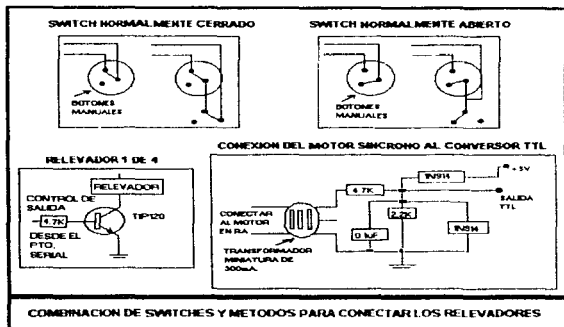 SWITCH NORMALMENTE CERRADO
SWITCH NORMALMENTE ABIERTO
BOTONES
MANUALES
BOTONES
MANUALES
CONEXION DEL MOTOR SINCRONO AL CONVERSOR TTL
RELEVADOR 1 DE 4
RELEVADOR
CONTROL DE
SALIDA
4.7K
TIP120
DESDE EL
PTO.
SERIAL
1N914
+5V
4.7K
SALIDA
TTL
CONECTAR
AL MOTOR
EN RA
2.2K
0.1uF
1N914
TRANSFORMADOR
MINIATURA DE
300mA.
COMBINACION DE SWITCHES Y METODOS PARA CONECTAR LOS RELEVADORES